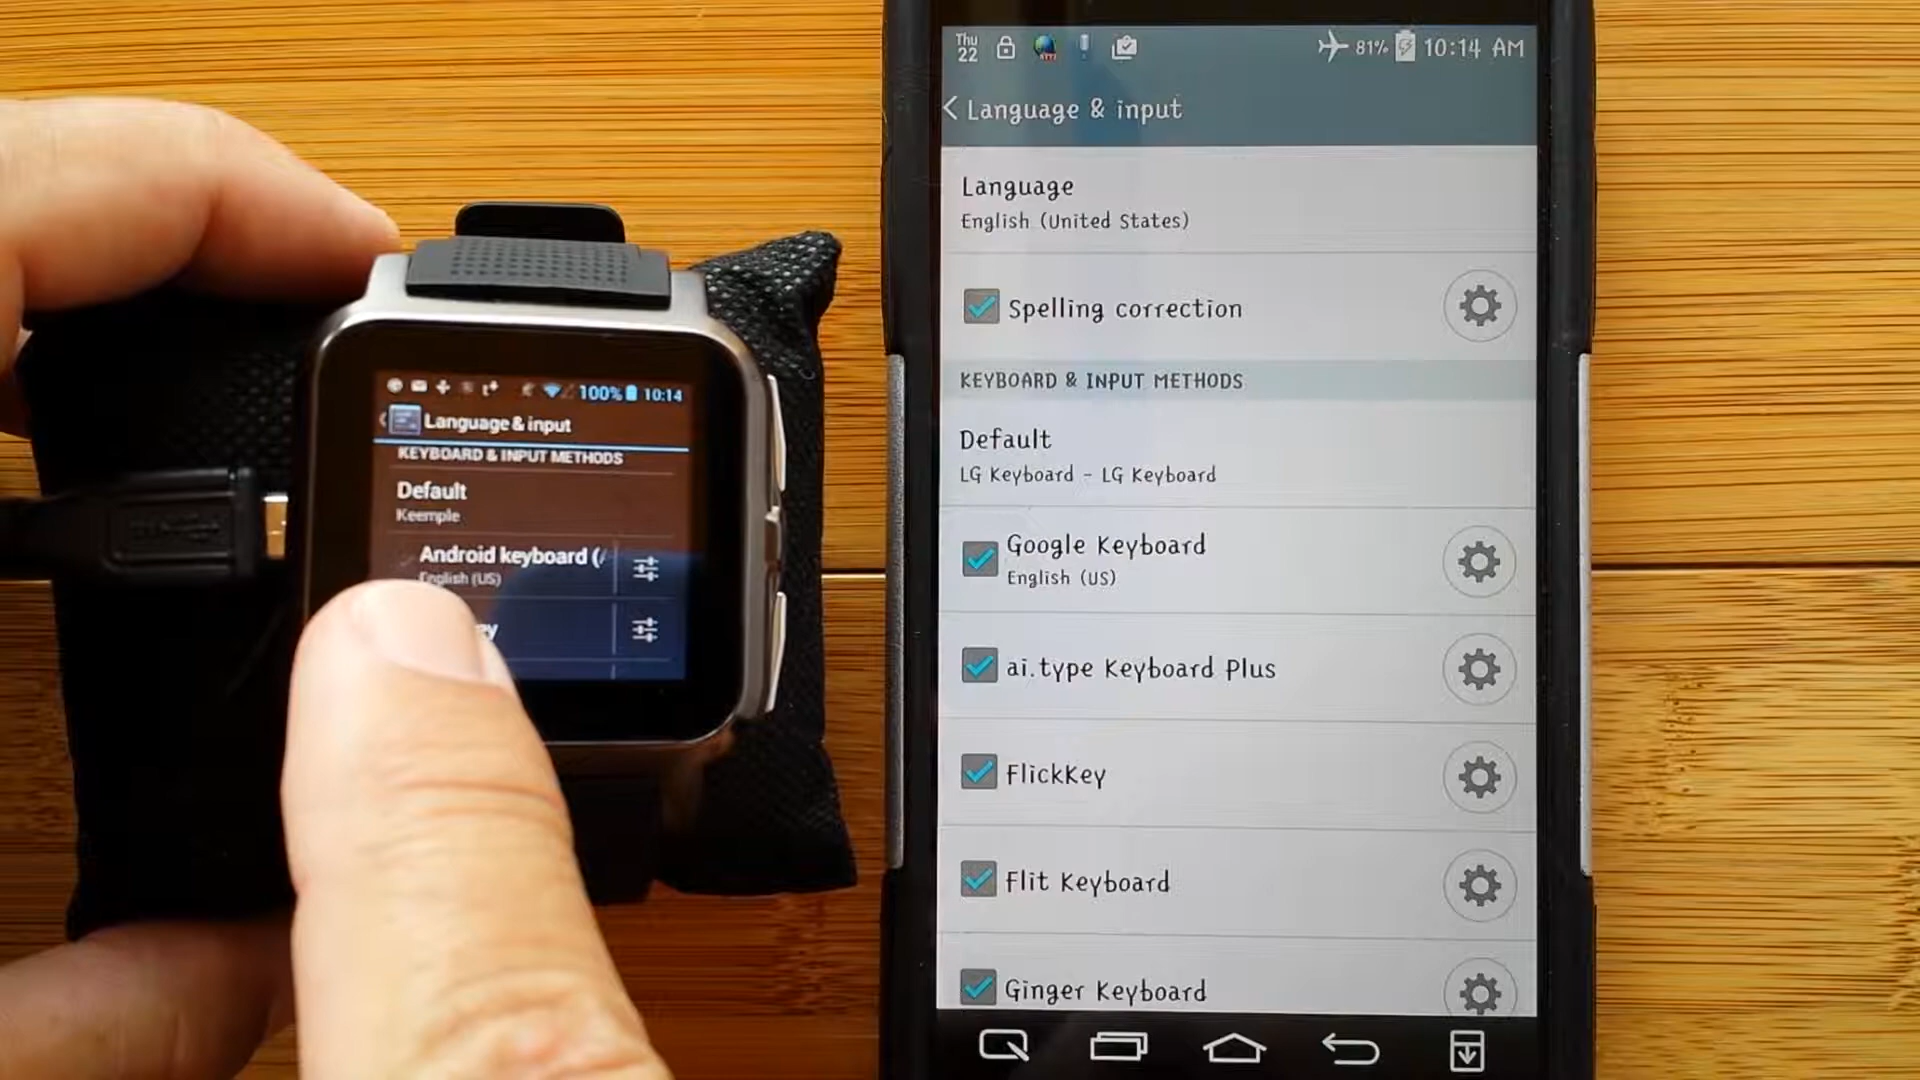 100% 10:14
Language & input
KEYBOARD & INPUT METHODS
Default
Keemple
Android keyboard (
English (US)
Thu
22
81% 10:14 AM
Language & input
Language
English (United States)
Spelling correction
KEYBOARD & INPUT METHODS
Default
LG Keyboard - LG Keyboard
Google Keyboard
English (US)
ai.type Keyboard Plus
FlickKey
Flit Keyboard
Ginger Keyboard